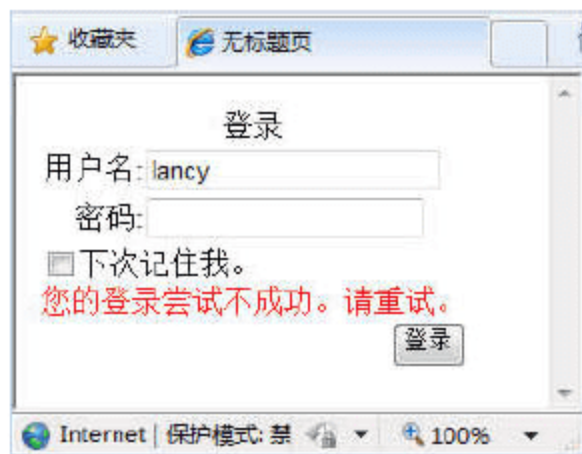 收藏夹 无标题页
登录
用户名: lancy
密码:
下次记住我。
您的登录尝试不成功。请重试。
登录
Internet | 保护模式: 禁 100%